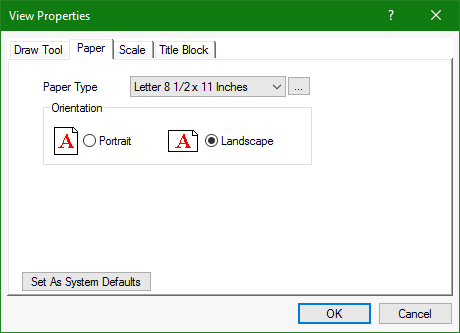 View Properties
?
Draw Tool Paper Scale Title Block
Paper Type Letter 8 1/2 x 11 Inches ...
Orientation
A Portrait A Landscape
Set As System Defaults
OK Cancel